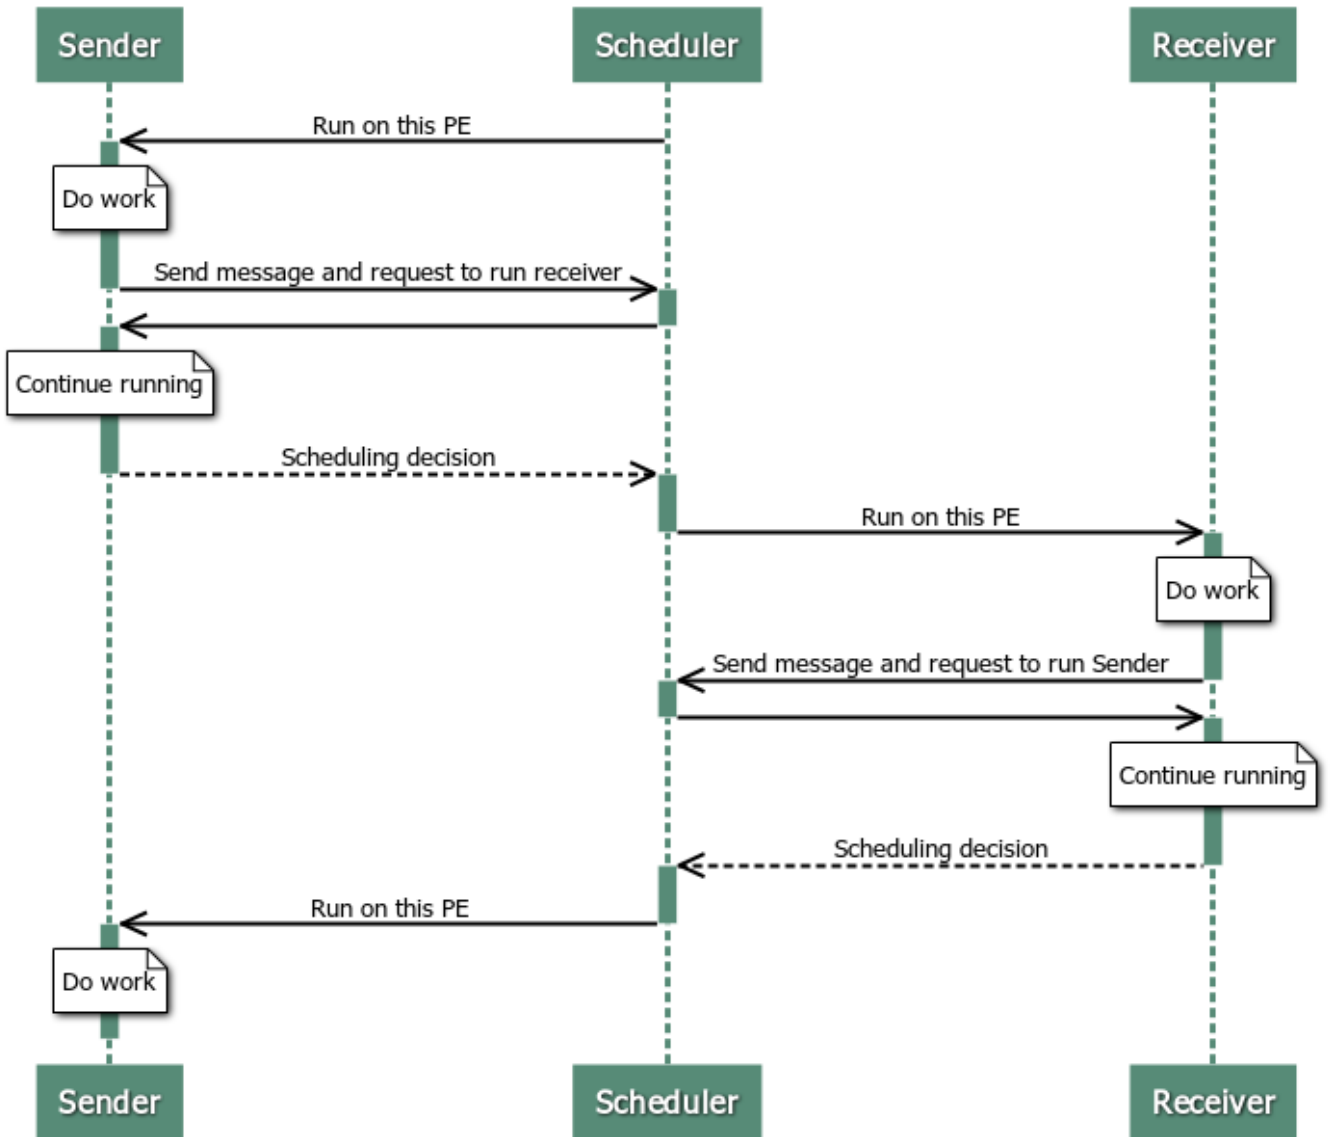 Sender
Scheduler
Receiver
Run on this PE
Do work
Send message and request to run receiver
Continue running
Scheduling decision
Run on this PE
Do work
Send message and request to run Sender
Continue running
Scheduling decision
Run on this PE
Do work
Sender
Scheduler
Receiver